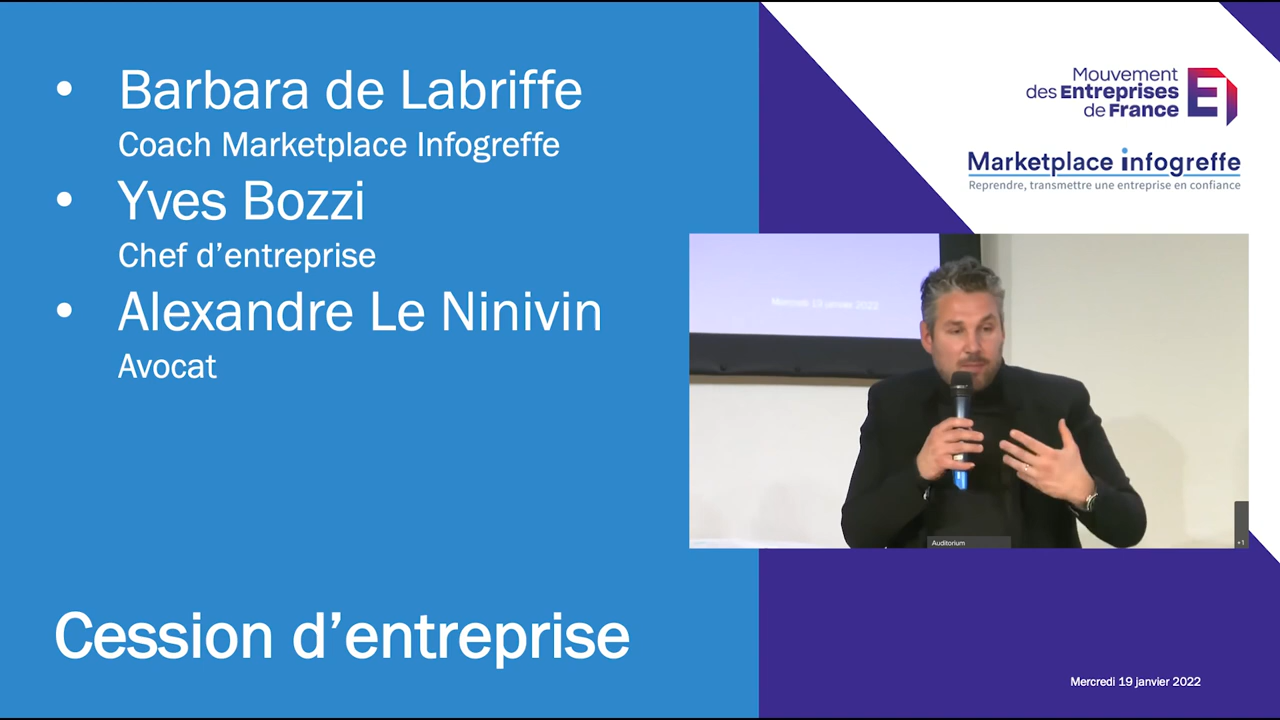 • Barbara de Labriffe
Coach Marketplace Infogreffe
• Yves Bozzi
Chef d’entreprise
• Alexandre Le Ninivin
Avocat
Cession d’entreprise
Mouvement
des Entreprises
de France
Marketplace infogreffe
Reprendre, transmettre une entreprise en confiance
Mercredi 19 janvier 2022
Auditorium
+1
Mercredi 19 janvier 2022